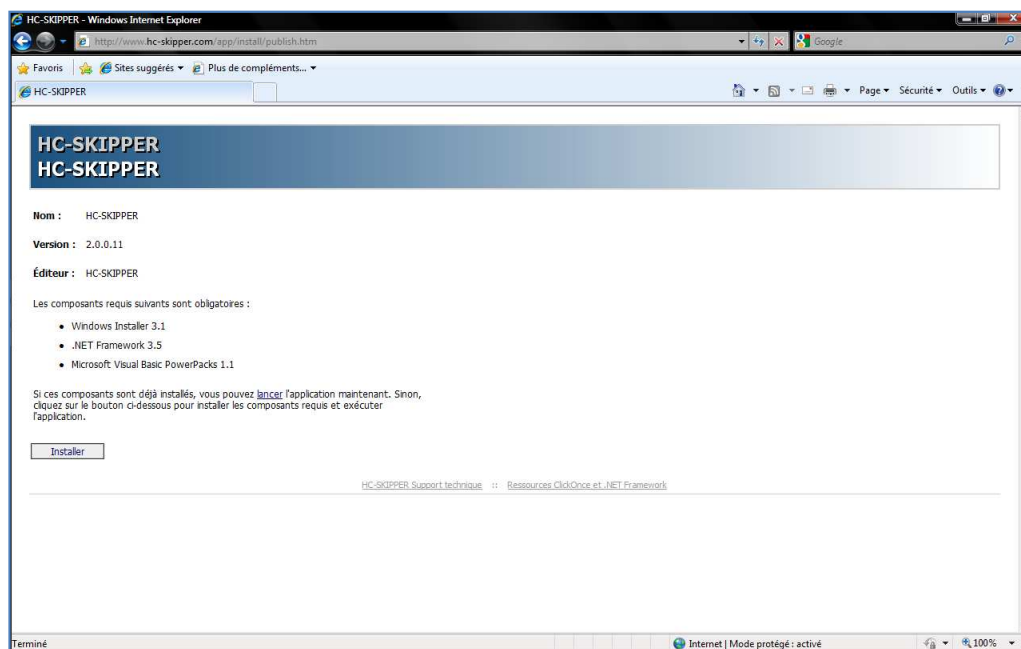 HC-SKIPPER - Windows Internet Explorer
http://www.hc-skipper.com/app/install/publish.htm
Google
Favoris Sites suggérés Plus de compléments...
HC-SKIPPER
Page Sécurité Outils
HC-SKIPPER
HC-SKIPPER
Nom : HC-SKIPPER
Version : 2.0.0.11
Éditeur : HC-SKIPPER
Les composants requis suivants sont obligatoires :
• Windows Installer 3.1
• .NET Framework 3.5
• Microsoft Visual Basic PowerPacks 1.1
Si ces composants sont déjà installés, vous pouvez lancer l'application maintenant. Sinon,
cliquez sur le bouton ci-dessous pour installer les composants requis et exécuter
l'application.
Installer
HC-SKIPPER Support technique :: Ressources ClickOnce et .NET Framework
Terminé
Internet | Mode protégé : activé
100%